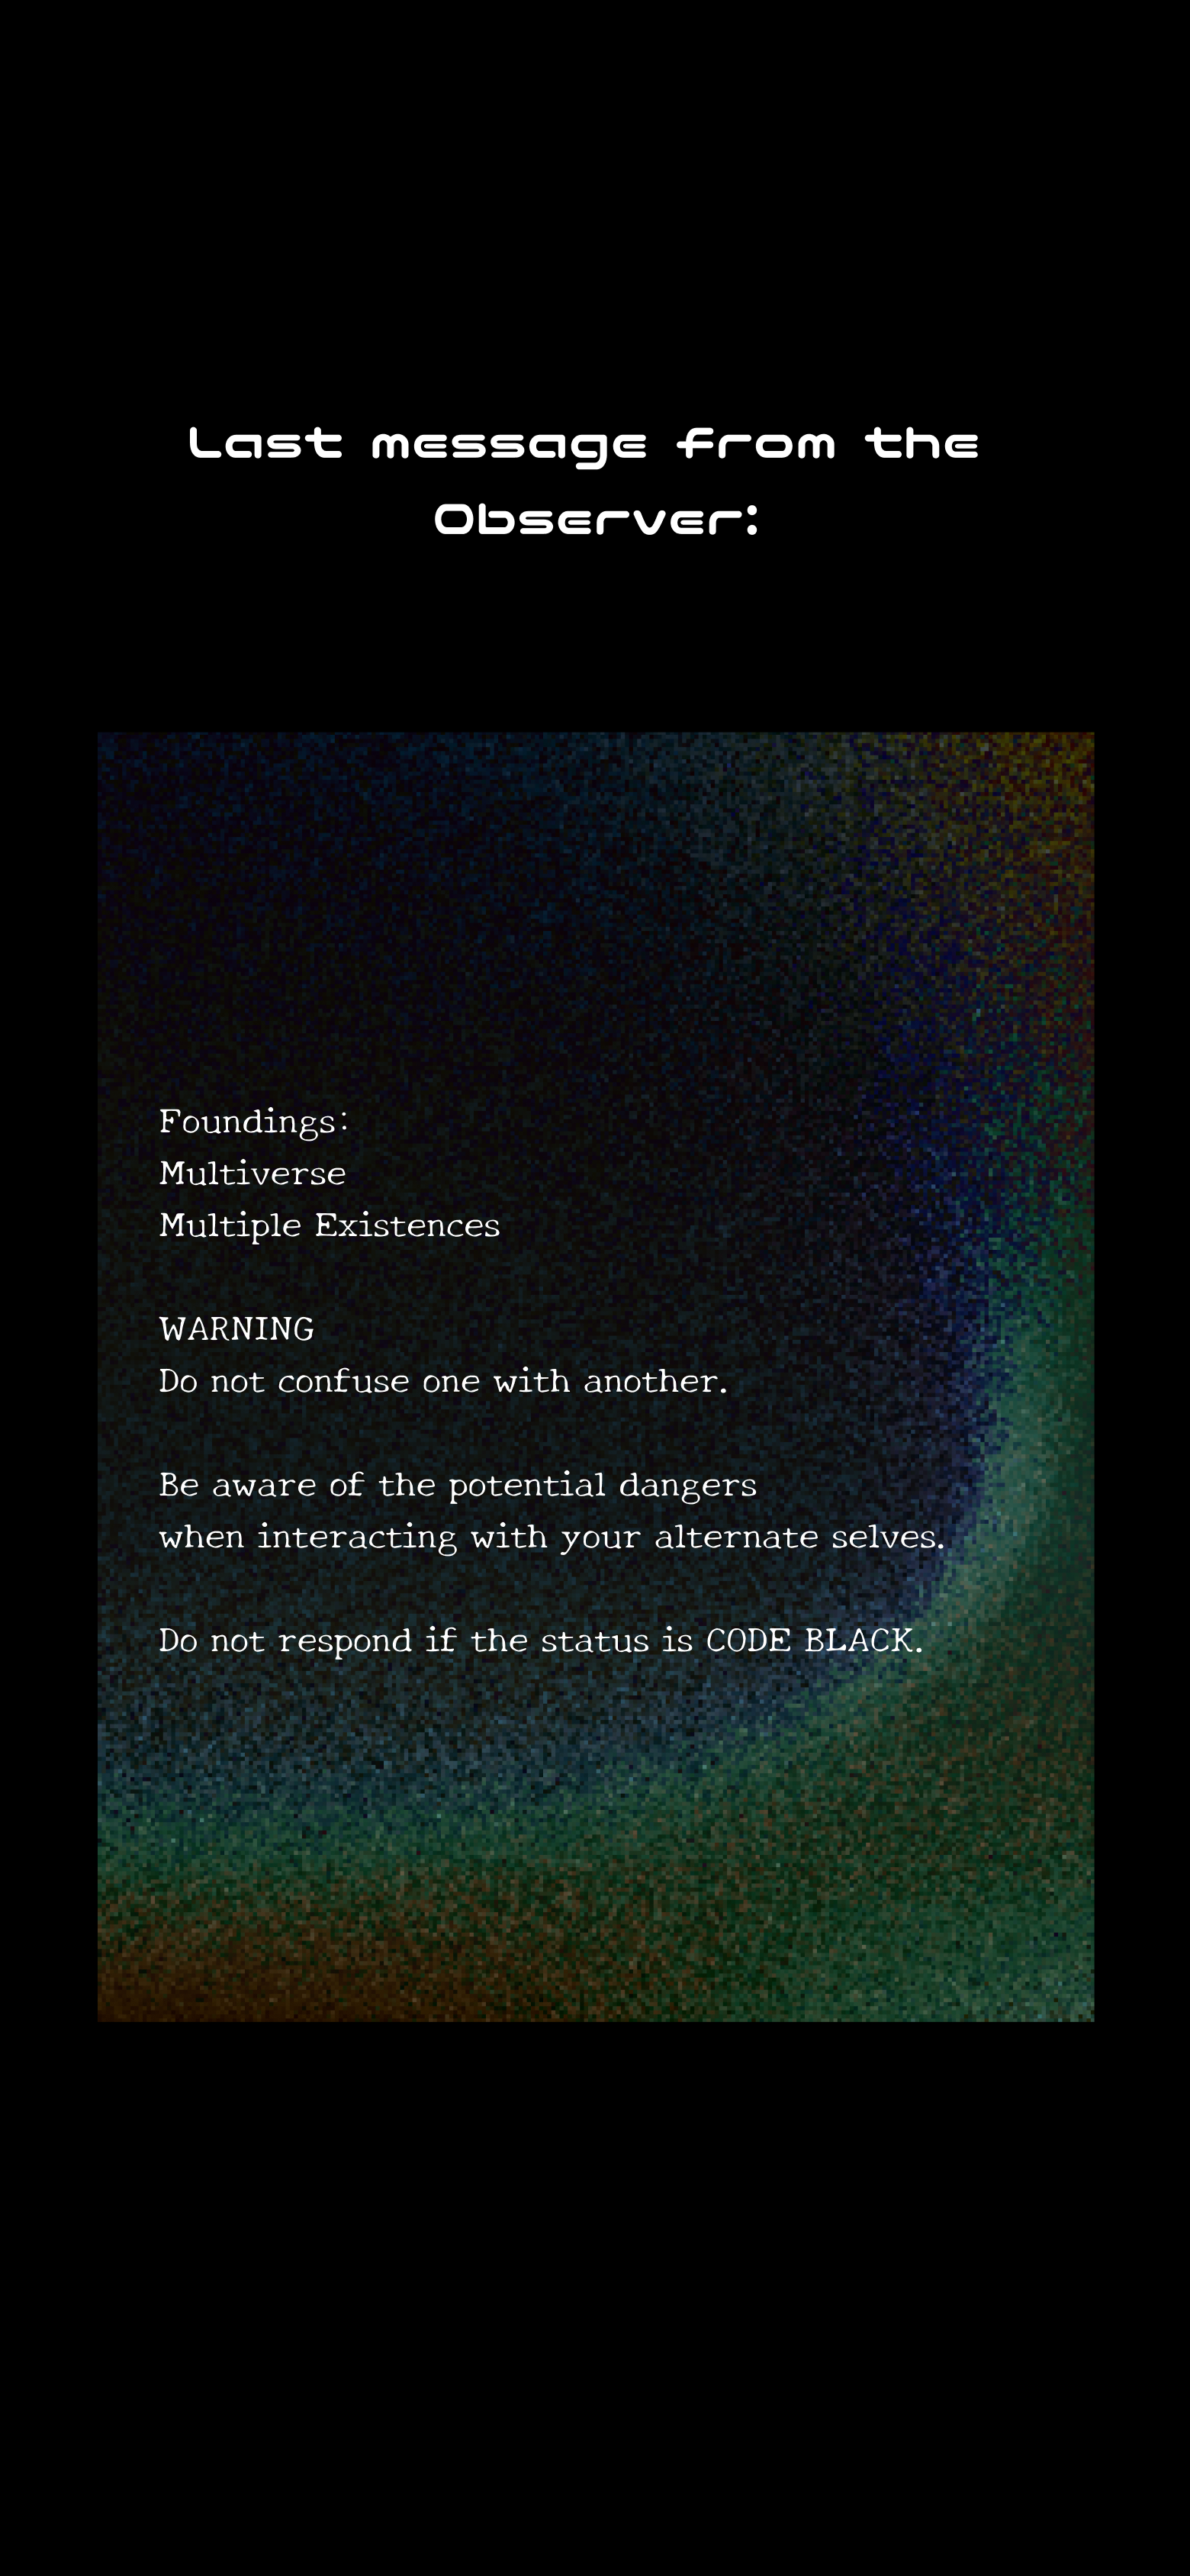 Last message from the
Observer:
Foundings:
Multiverse
Multiple Existences
WARNING
Do not confuse one with another.
Be aware of the potential dangers
when interacting with your alternate selves.
Do not respond if the status is CODE BLACK.